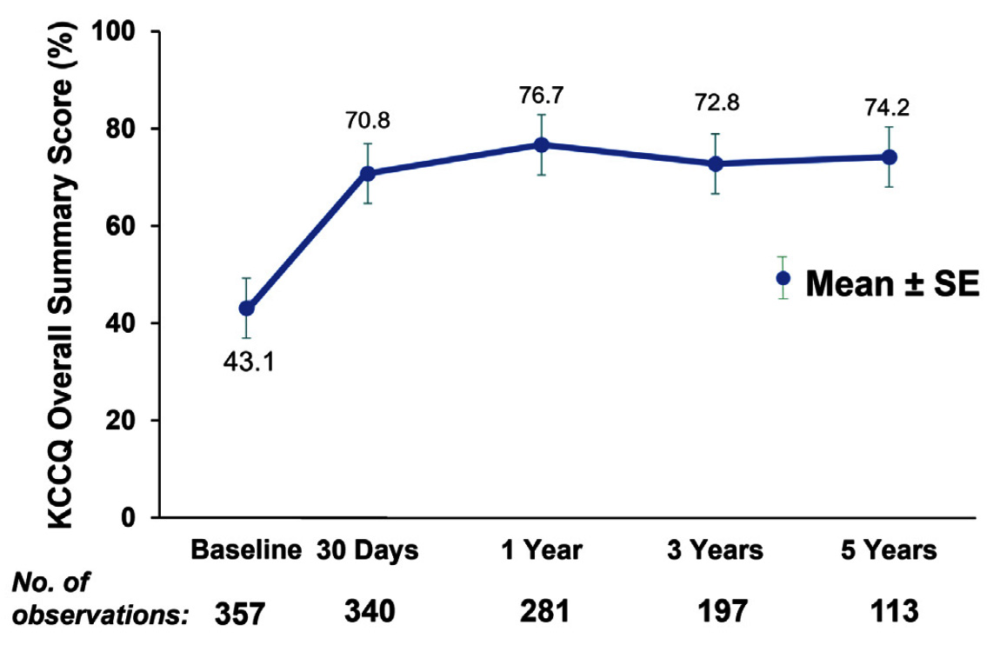 KCCQ Overall Summary Score (%)
100
80
60
40
20
0
43.1
70.8
76.7
72.8
74.2
Mean ± SE
Baseline 30 Days 1 Year 3 Years 5 Years
No. of
observations: 357 340 281 197 113